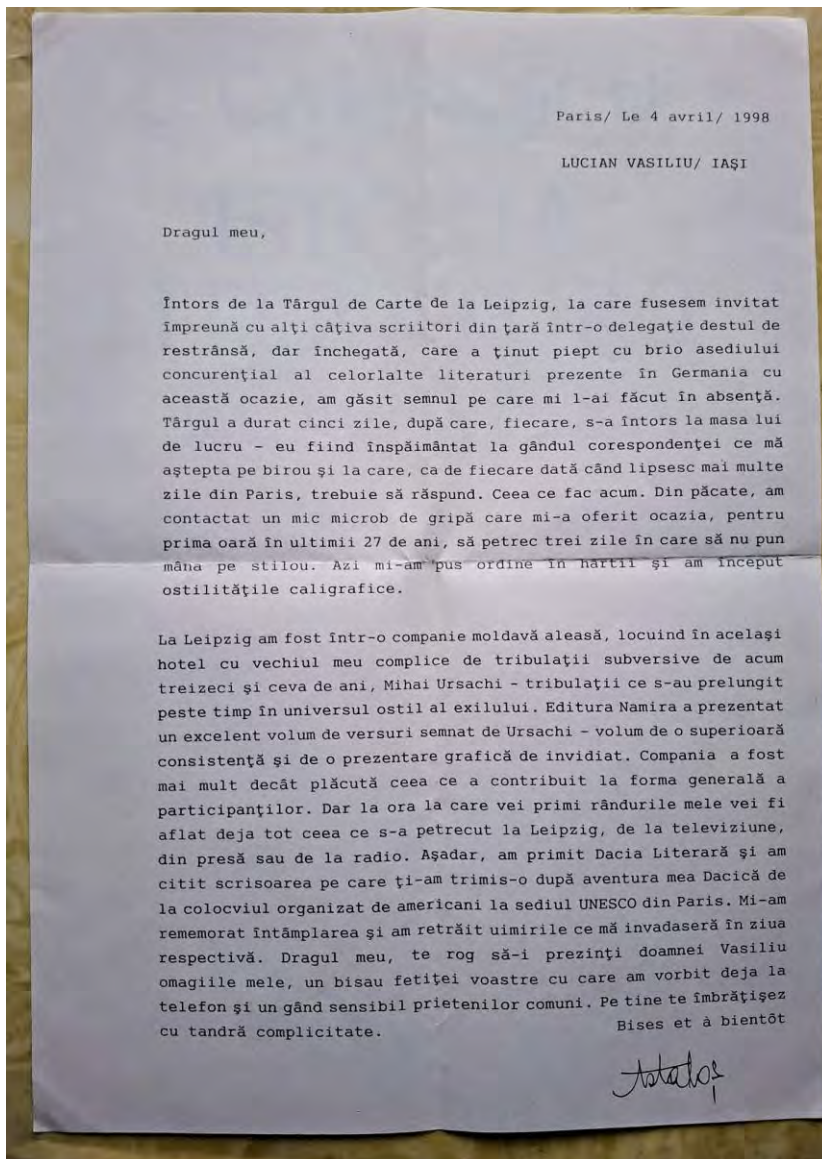 Paris/ Le 4 avril/ 1998
LUCIAN VASILIU/ IAŞI
Dragul meu,
Întors de la Târgul de Carte de la Leipzig, la care fusesem invitat
împreună cu alţi câţiva scriitori din ţară într-o delegaţie destul de
restrânsă, dar închegată, care a ţinut piept cu brio asediului
concurenţial al celorlalte literaturi prezente în Germania cu
această ocazie, am găsit semnul pe care mi l-ai făcut în absenţă.
Târgul a durat cinci zile, după care, fiecare, s-a întors la masa lui
de lucru – eu fiind înspăimântat la gândul corespondenţei ce mă
aştepta pe birou şi la care, ca de fiecare dată când lipsesc mai multe
zile din Paris, trebuie să răspund. Ceea ce fac acum. Din păcate, am
contactat un mic microb de gripă care mi-a oferit ocazia, pentru
prima oară în ultimii 27 de ani, să petrec trei zile în care să nu pun
mâna pe stilou. Azi mi-am pus ordine în hârtii şi am început
ostilităţile caligrafice.
La Leipzig am fost într-o companie moldavă aleasă, locuind în acelaşi
hotel cu vechiul meu complice de tribulaţii subversive de acum
treizeci şi ceva de ani, Mihai Ursachi – tribulaţii ce s-au prelungit
peste timp în universul ostil al exilului. Editura Namira a prezentat
un excelent volum de versuri semnat de Ursachi – volum de o superioară
consistenţă şi de o prezentare grafică de invidiat. Compania a fost
mai mult decât plăcută ceea ce a contribuit la forma generală a
participanţilor. Dar la ora la care vei primi rândurile mele vei fi
aflat deja tot ceea ce s-a petrecut la Leipzig, de la televiziune,
din presă sau de la radio. Aşadar, am primit Dacia Literară şi am
citit scrisoarea pe care ţi-am trimis-o după aventura mea Dacică de
la colocviul organizat de americani la sediul UNESCO din Paris. Mi-am
rememorat întâmplarea şi am retrăit uimirile ce mă invadaseră în ziua
respectivă. Dragul meu, te rog să-i prezinţi doamnei Vasiliu
omagiile mele, un bisau fetiţei voastre cu care am vorbit deja la
telefon şi un gând sensibil prietenilor comuni. Pe tine te îmbrăţişez
cu tandră complicitate. Bises et à bientôt
Astaloş